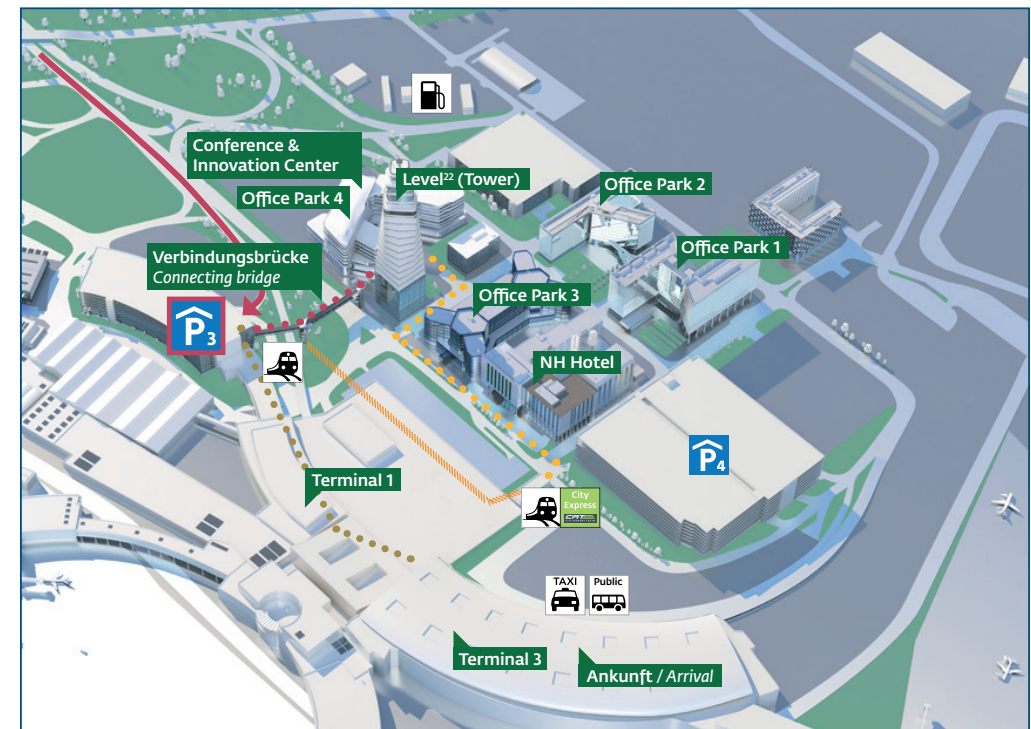 Conference &
Innovation Center
Office Park 4
Level²² (Tower)
Office Park 2
Office Park 1
Verbindungsbrücke
Connecting bridge
P3
Office Park 3
NH Hotel
P4
Terminal 1
City
Express
CAT
TAXI
Public
Terminal 3
Ankunft / Arrival